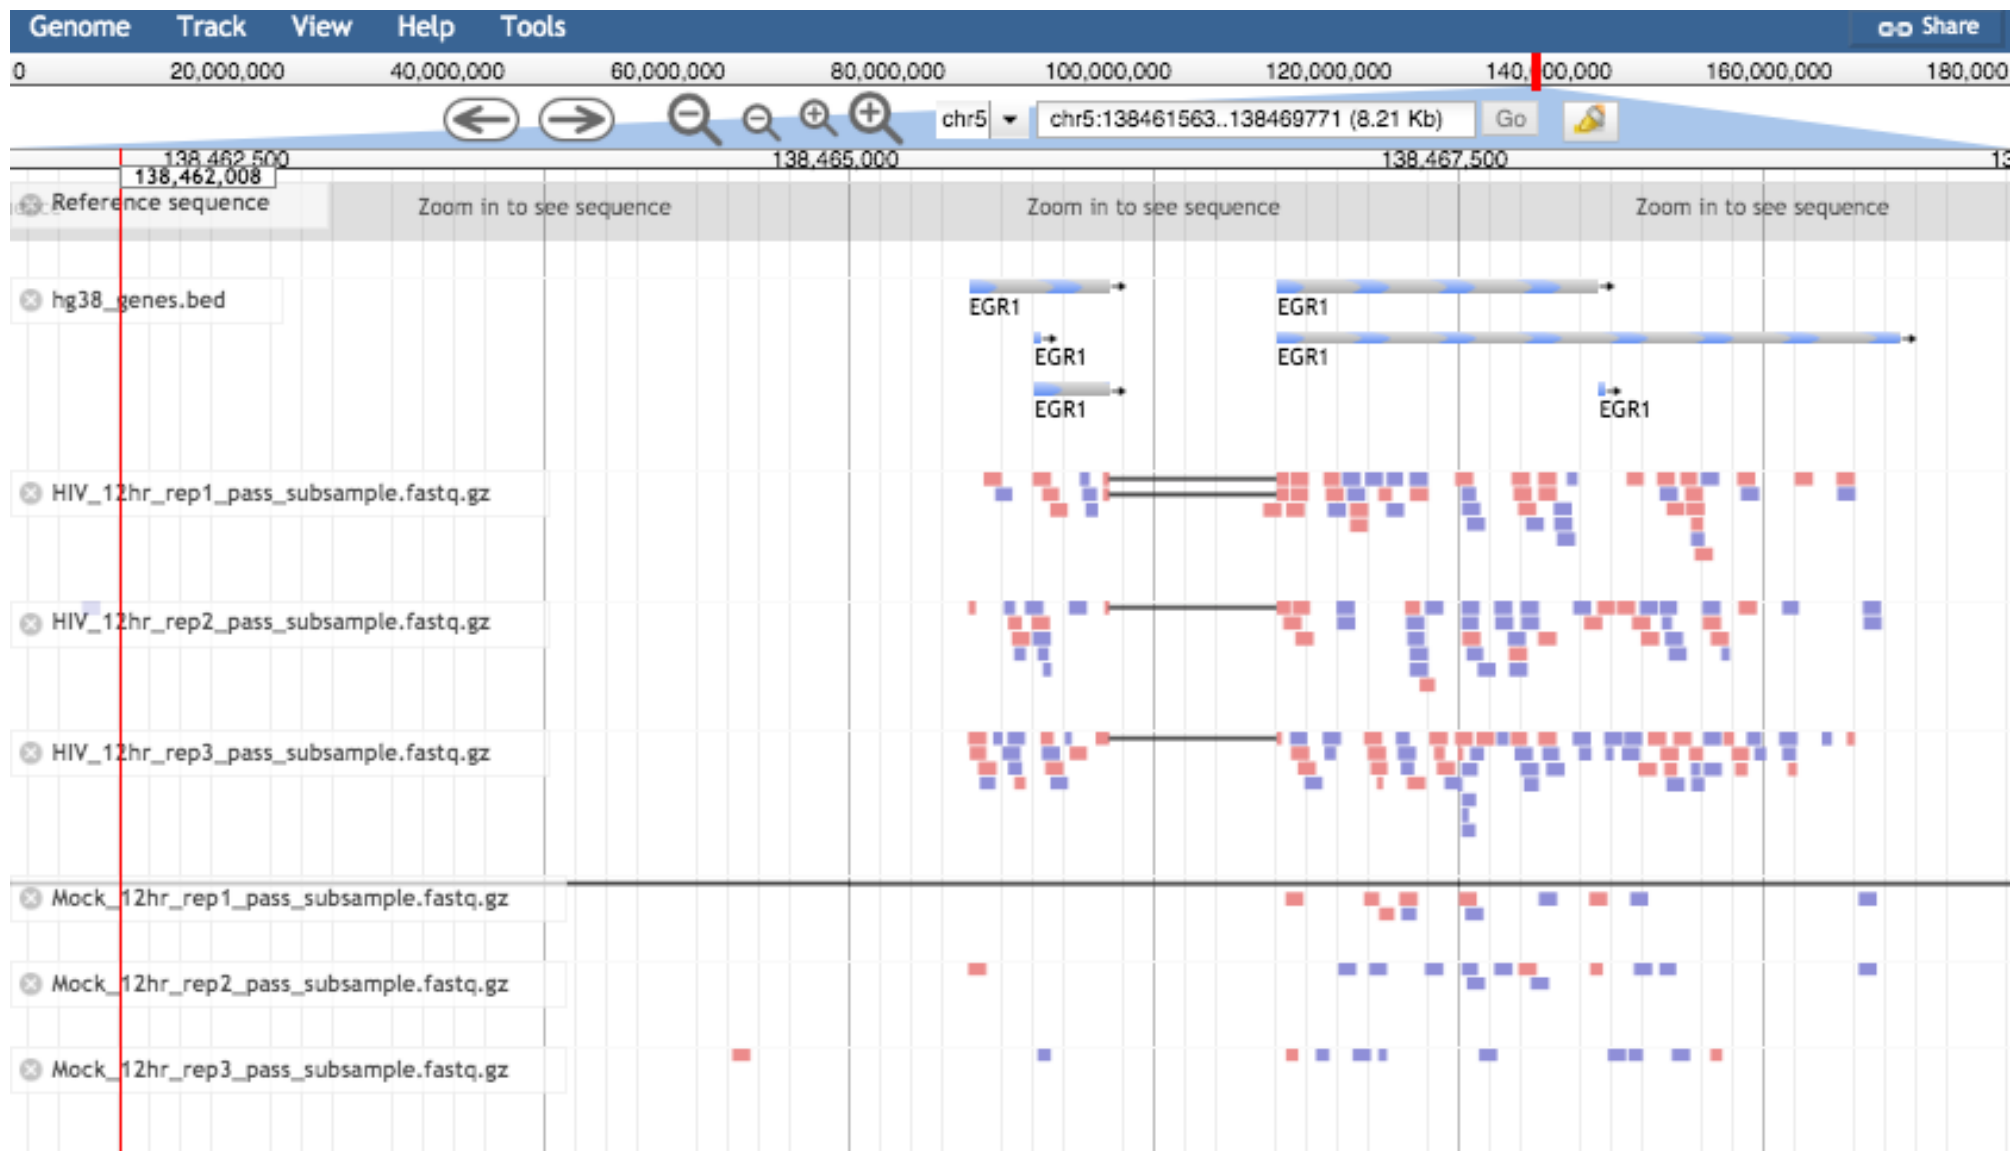 Genome Track View Help Tools Share
0 20,000,000 40,000,000 60,000,000 80,000,000 100,000,000 120,000,000 140,000,000 160,000,000 180,000
chr5 chr5:138461563..138469771 (8.21 Kb) Go
138,462,500 138,465,000 138,467,500 13
138,462,008
Reference sequence Zoom in to see sequence Zoom in to see sequence Zoom in to see sequence
hg38_genes.bed
EGR1 EGR1
EGR1 EGR1
EGR1 EGR1
HIV_12hr_rep1_pass_subsample.fastq.gz
HIV_12hr_rep2_pass_subsample.fastq.gz
HIV_12hr_rep3_pass_subsample.fastq.gz
Mock_12hr_rep1_pass_subsample.fastq.gz
Mock_12hr_rep2_pass_subsample.fastq.gz
Mock_12hr_rep3_pass_subsample.fastq.gz